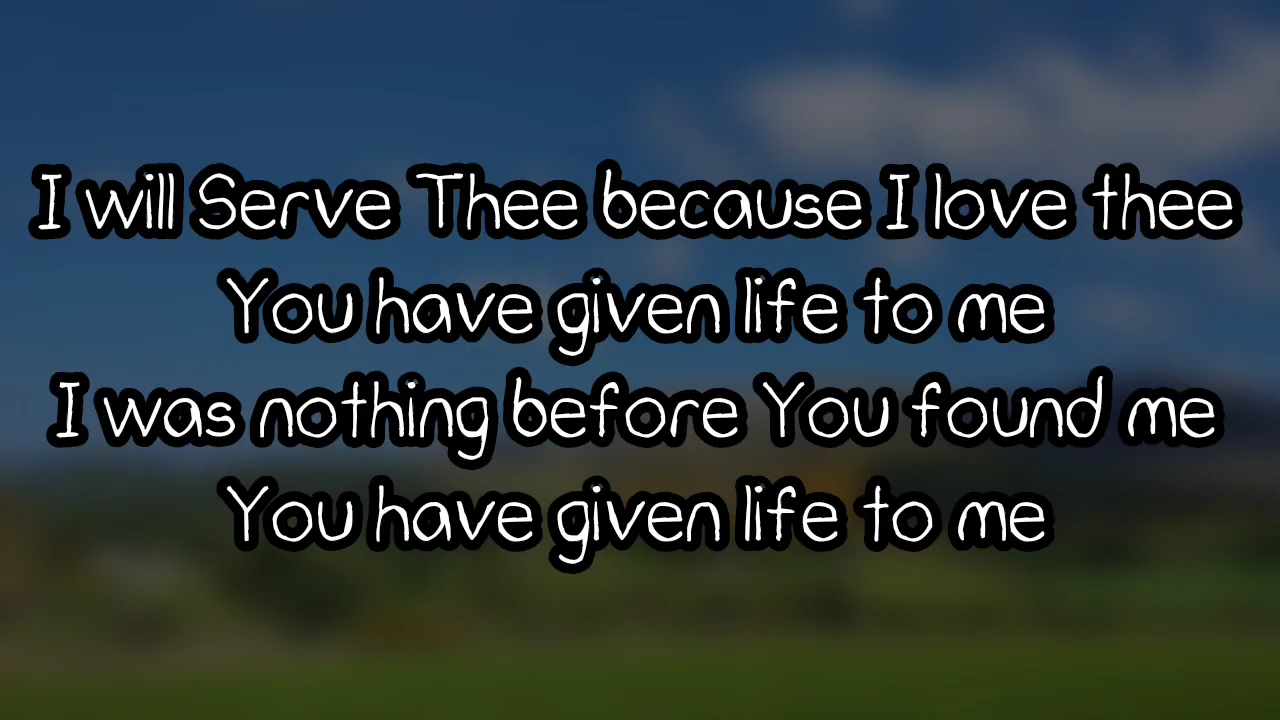 I will Serve Thee because I love thee
You have given life to me
I was nothing before You found me
You have given life to me